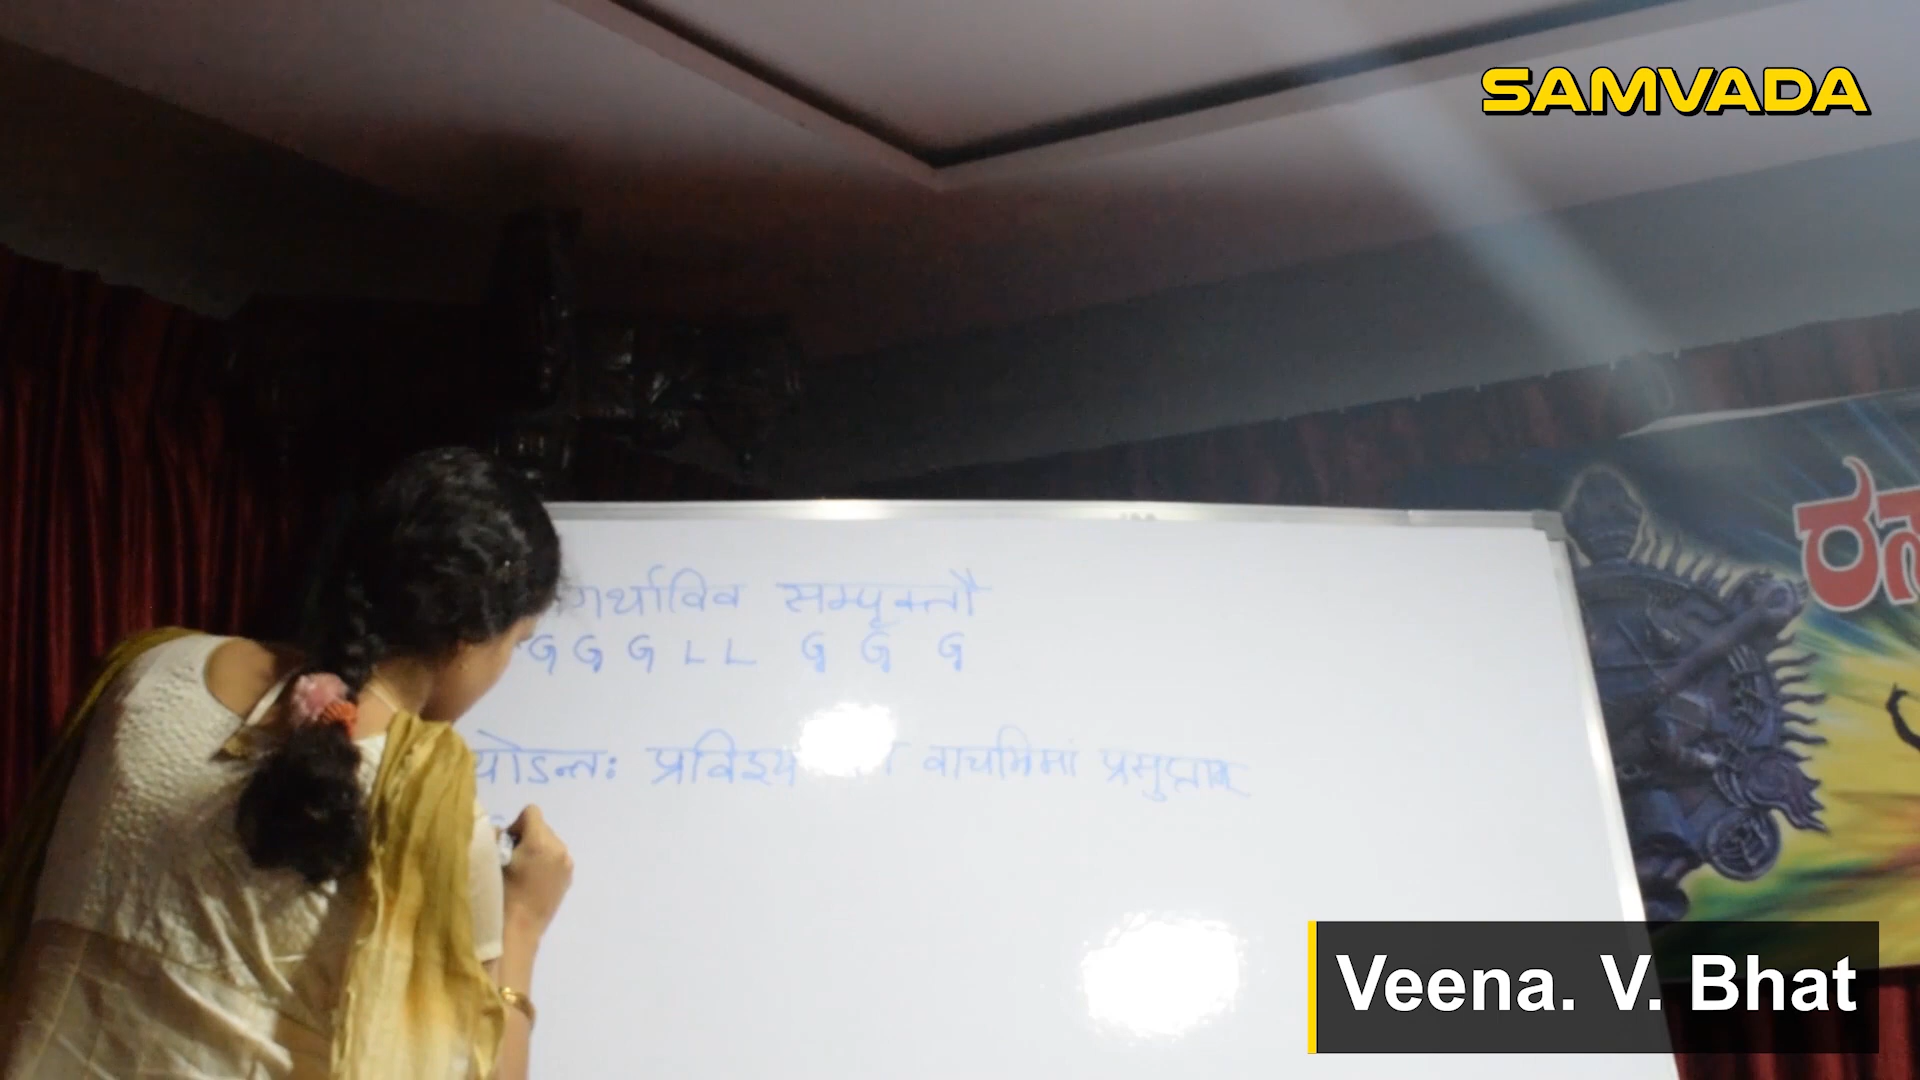 SAMVADA
गर्थाविव सम्पृक्तौ
G G G L L G G G
योऽन्तः प्रविश्य वाचमिमां प्रसुप्ताम्
Veena. V. Bhat